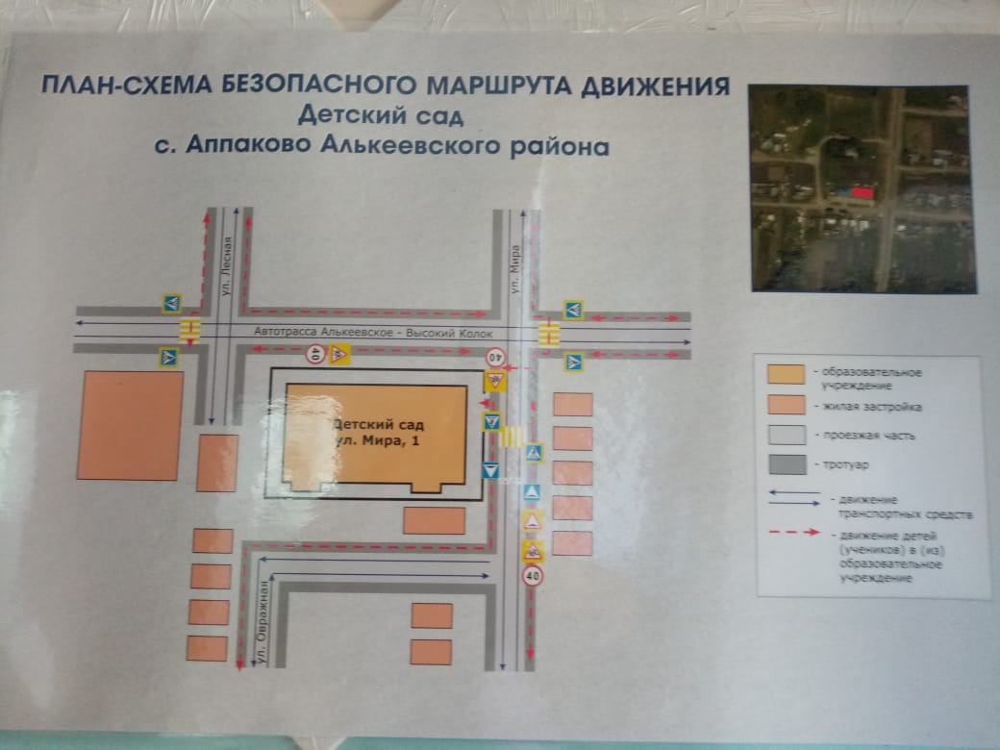 ПЛАН-СХЕМА БЕЗОПАСНОГО МАРШРУТА ДВИЖЕНИЯ
Детский сад
с. Аппаково Алькеевского района
ул. Лесная
ул. Мира
Автотрасса Алькеевское - Высокий Колок
40
40
Детский сад
ул. Мира, 1
40
ул. Овражная
- образовательное
учреждение
- жилая застройка
- проезжая часть
- тротуар
- движение
транспортных средств
- движение детей
(учеников) в (из)
образовательное
учреждение